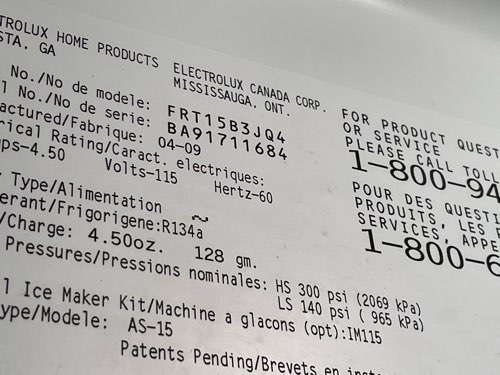 TROLUX HOME PRODUCTS ELECTROLUX CANADA CORP.
STA, GA MISSISSAUGA, ONT.
No./No de modele: FRT15B3JQ4
l No./No de serie: BA91711684
actured/Fabrique: 04-09
rical Rating/Caract. electriques:
ps-4.50 Volts-115 Hertz-60
Type/Alimentation ~
erant/Frigorigene:R134a
/Charge: 4.50oz. 128 gm.
Pressures/Pressions nominales: HS 300 psi (2069 kPa)
LS 140 psi ( 965 kPa)
l Ice Maker Kit/Machine a glacons (opt):IM115
ype/Modele: AS-15
Patents Pending/Brevets en inst
FOR PRODUCT QUEST
OR SERVICE
PLEASE CALL TOLL
1-800-94
POUR DES QUESTI
PRODUITS, LES P
SERVICES, APPE
1-800-6